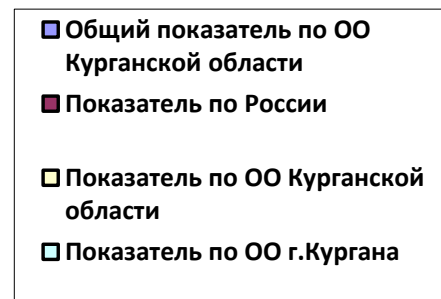 Общий показатель по ОО
Курганской области
Показатель по России
Показатель по ОО Курганской
области
Показатель по ОО г.Кургана